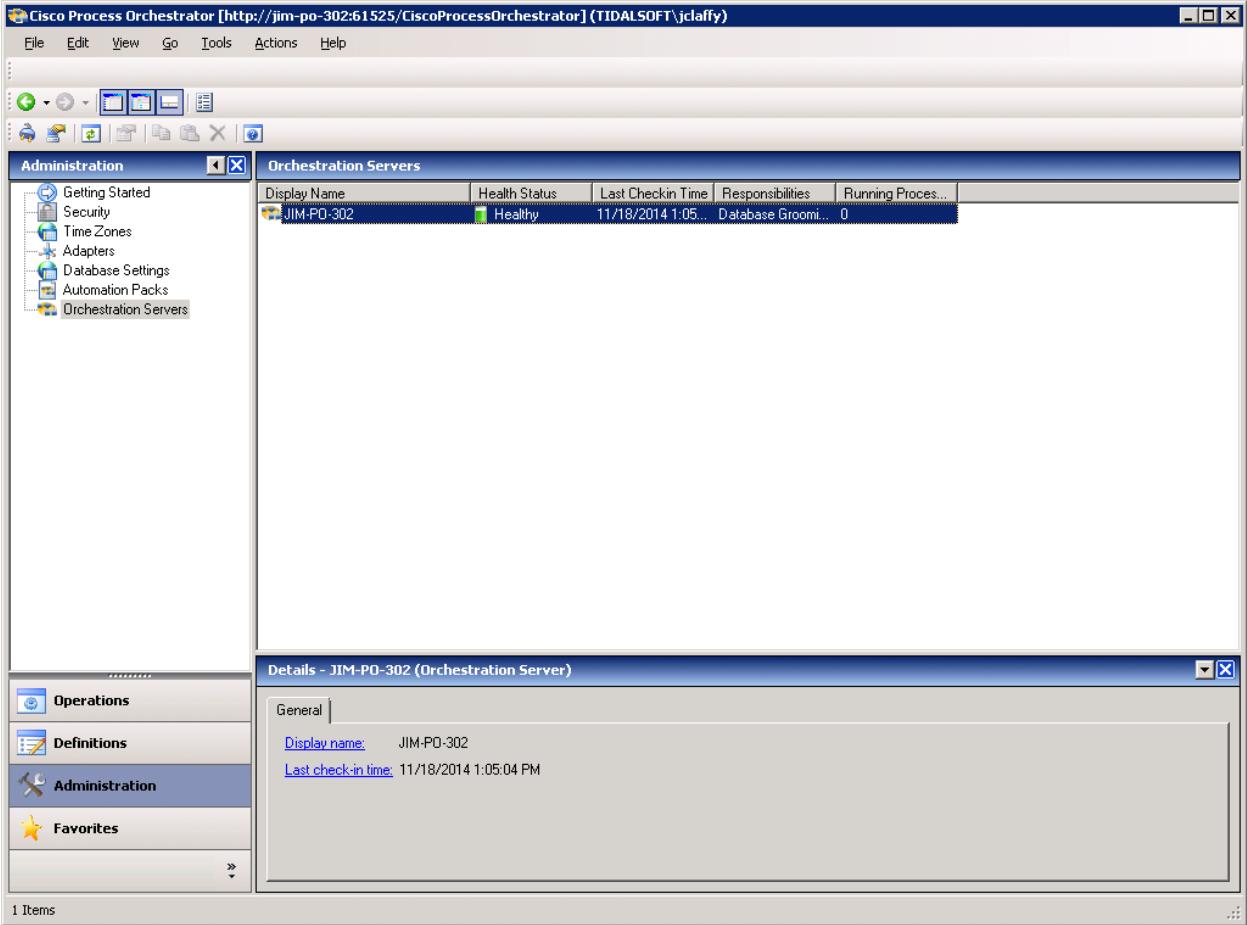 Cisco Process Orchestrator [http://jim-po-302:61525/CiscoProcessOrchestrator] (TIDALSOFT\jclaffy)
File Edit View Go Tools Actions Help
Administration
Getting Started
Security
Time Zones
Adapters
Database Settings
Automation Packs
Orchestration Servers
Operations
Definitions
Administration
Favorites
Orchestration Servers
Display Name Health Status Last Checkin Time Responsibilities Running Proces...
JIM-PO-302 Healthy 11/18/2014 1:05... Database Groomi... 0
Details - JIM-PO-302 (Orchestration Server)
General
Display name: JIM-PO-302
Last check-in time: 11/18/2014 1:05:04 PM
1 Items